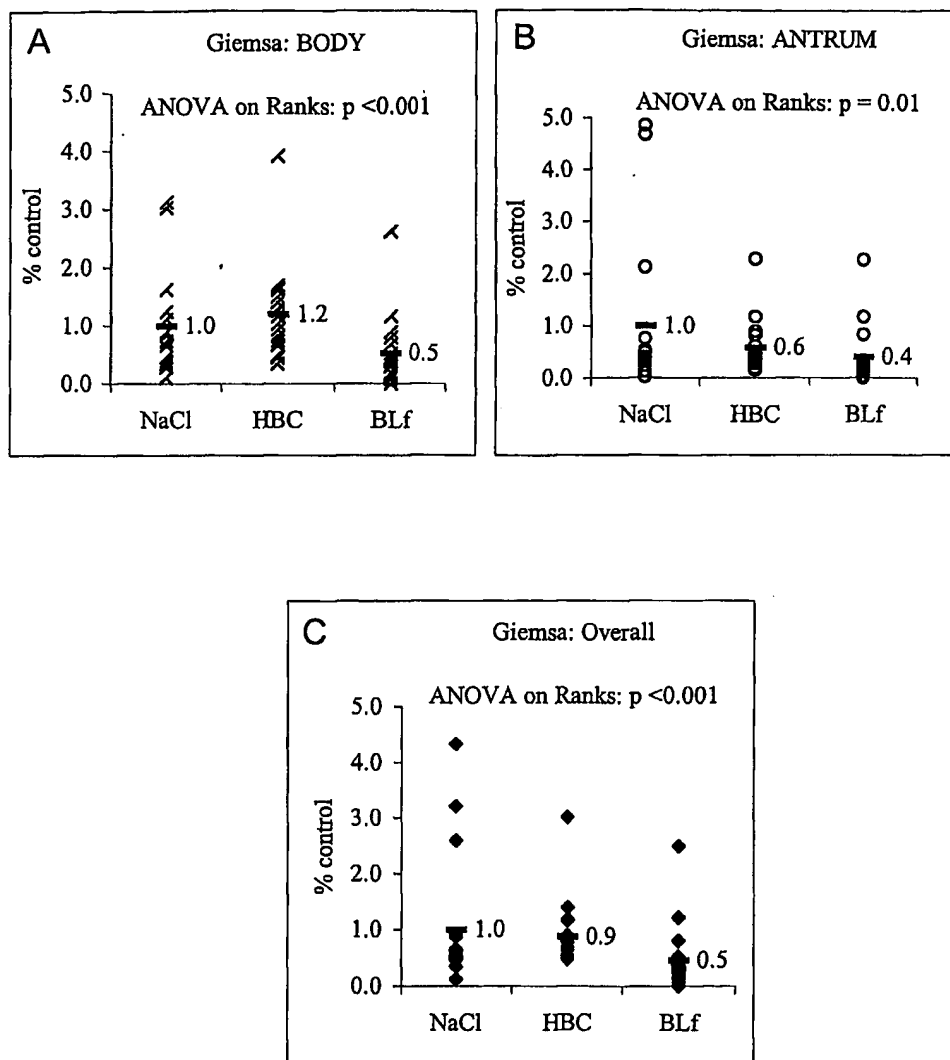 A
Giemsa: BODY
ANOVA on Ranks: p <0.001
% control
5.0
4.0
3.0
2.0
1.0
0.0
1.0
1.2
0.5
NaCl HBC BLf
B
Giemsa: ANTRUM
ANOVA on Ranks: p = 0.01
% control
5.0
4.0
3.0
2.0
1.0
0.0
1.0
0.6
0.4
NaCl HBC BLf
C
Giemsa: Overall
ANOVA on Ranks: p <0.001
% control
5.0
4.0
3.0
2.0
1.0
0.0
1.0
0.9
0.5
NaCl HBC BLf